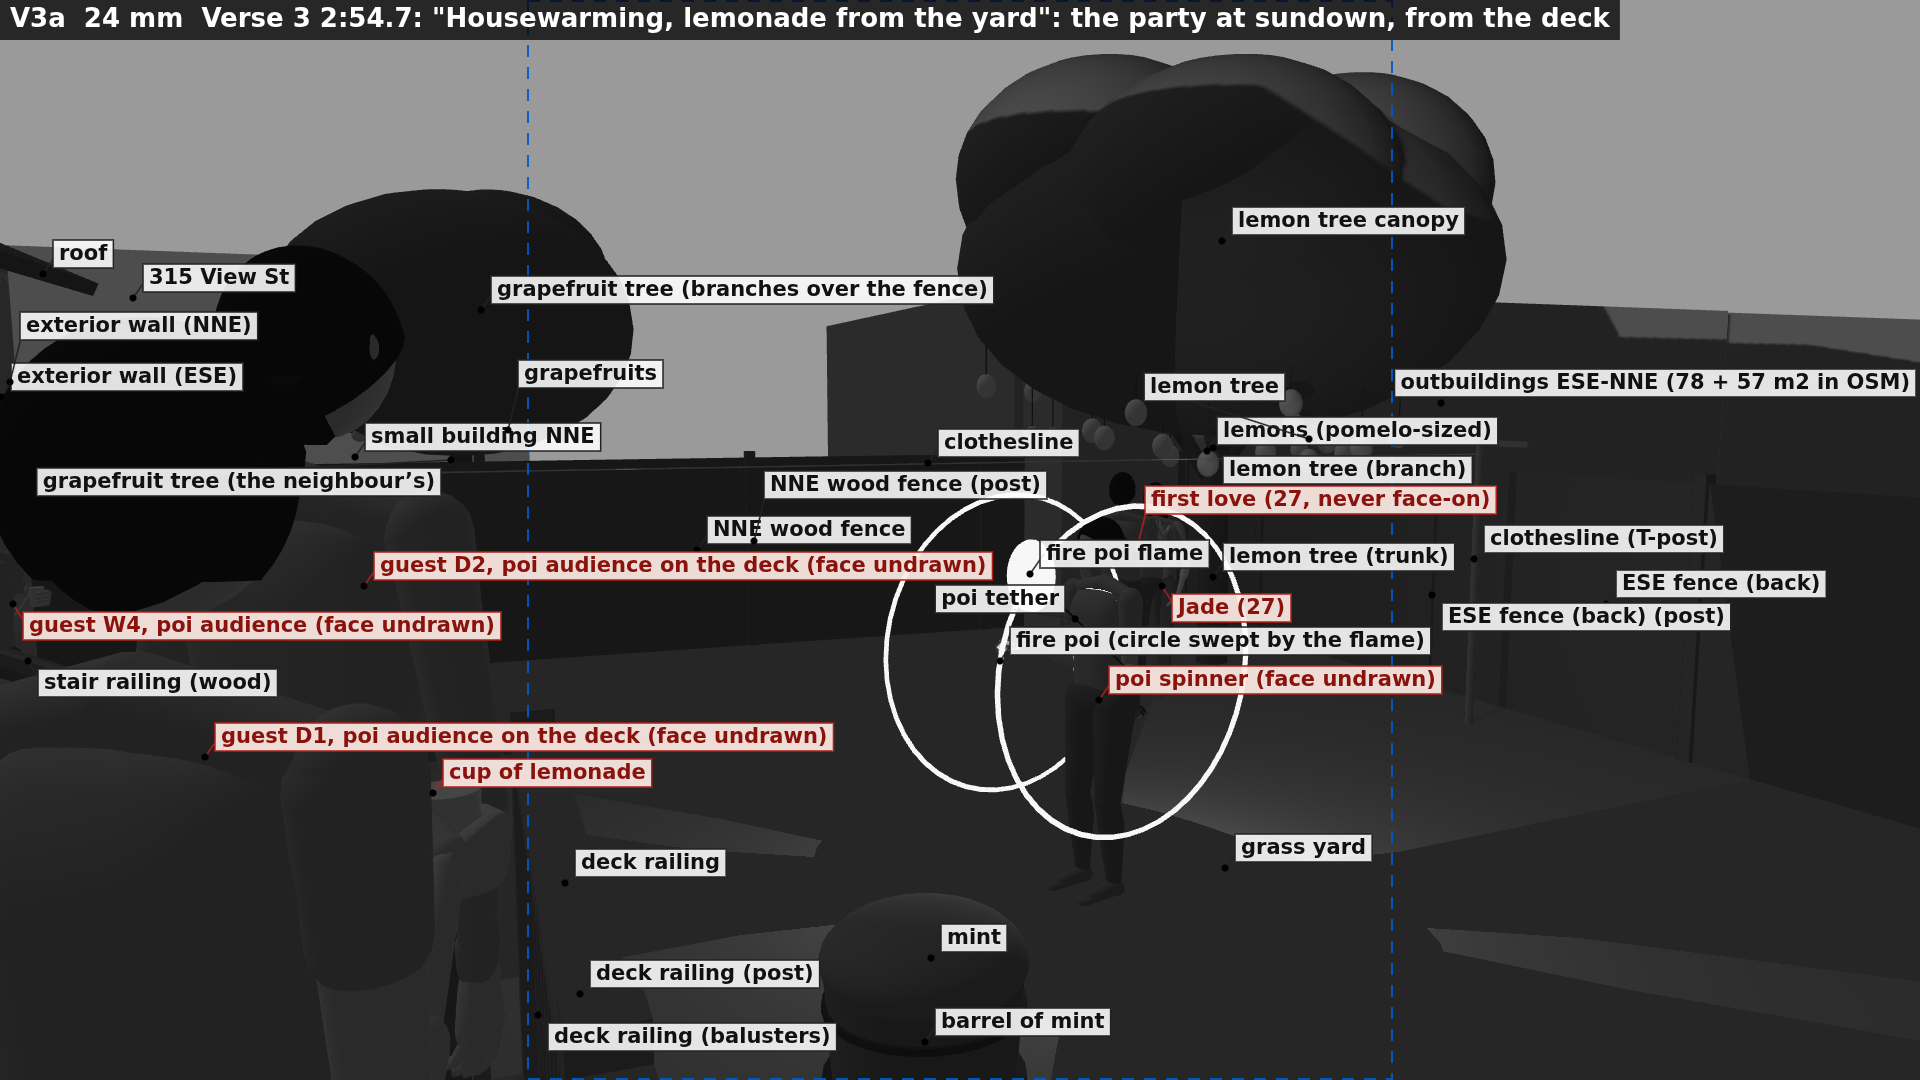 V3a  24 mm  Verse 3 2:54.7: "Housewarming, lemonade from the yard": the party at sundown, from the deck
lemon tree canopy
roof
315 View St
grapefruit tree (branches over the fence)
exterior wall (NNE)
exterior wall (ESE)
grapefruits
lemon tree
outbuildings ESE-NNE (78 + 57 m2 in OSM)
small building NNE
clothesline
lemons (pomelo-sized)
lemon tree (branch)
grapefruit tree (the neighbour’s)
NNE wood fence (post)
first love (27, never face-on)
NNE wood fence
clothesline (T-post)
fire poi flame
lemon tree (trunk)
guest D2, poi audience on the deck (face undrawn)
ESE fence (back)
poi tether
Jade (27)
ESE fence (back) (post)
guest W4, poi audience (face undrawn)
fire poi (circle swept by the flame)
stair railing (wood)
poi spinner (face undrawn)
guest D1, poi audience on the deck (face undrawn)
cup of lemonade
grass yard
deck railing
mint
deck railing (post)
barrel of mint
deck railing (balusters)